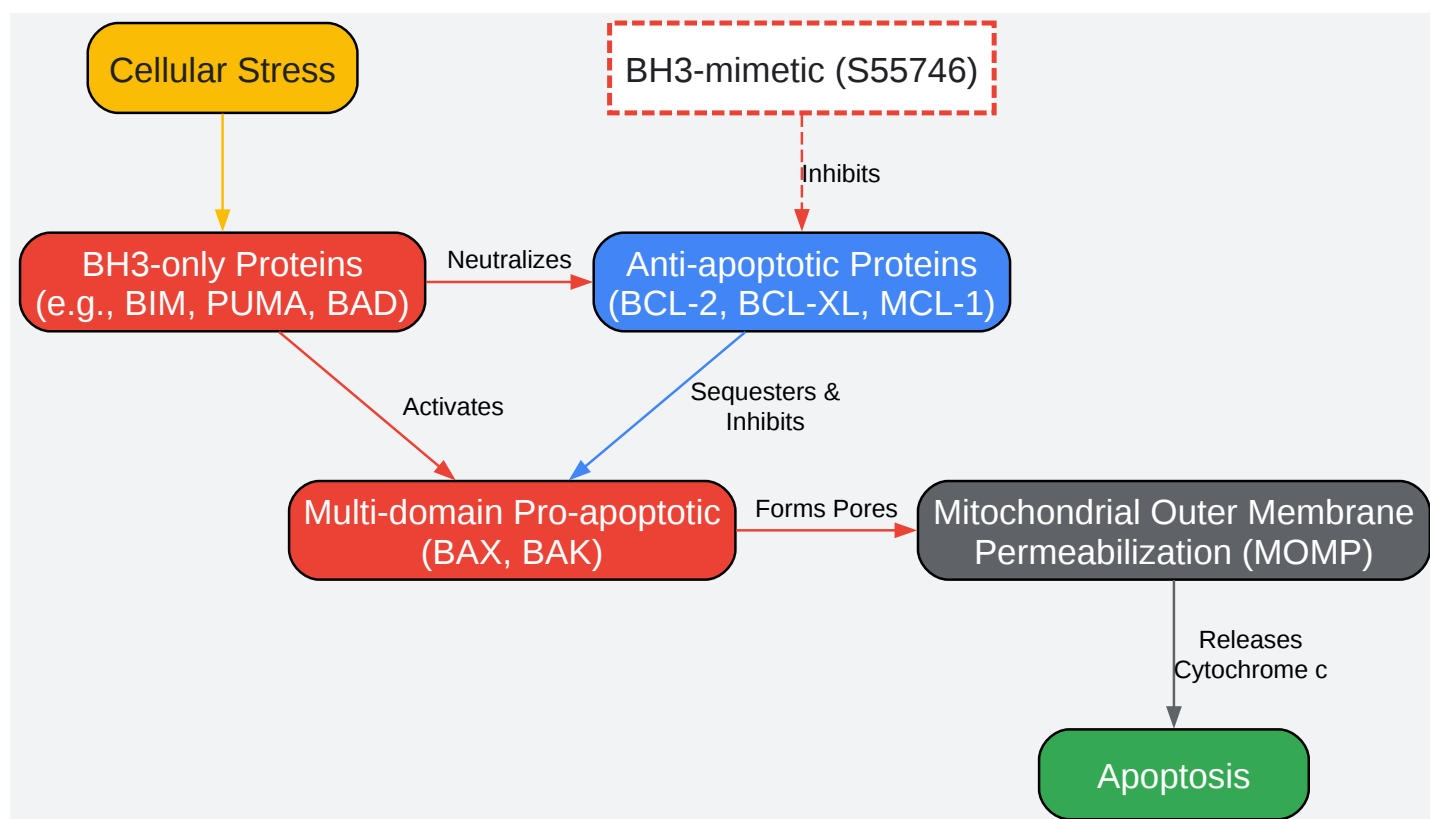 Cellular Stress
BH3-mimetic (S55746)
Inhibits
BH3-only Proteins
(e.g., BIM, PUMA, BAD)
Neutralizes
Anti-apoptotic Proteins
(BCL-2, BCL-XL, MCL-1)
Activates
Sequesters &
Inhibits
Multi-domain Pro-apoptotic
(BAX, BAK)
Forms Pores
Mitochondrial Outer Membrane
Permeabilization (MOMP)
Releases
Cytochrome c
Apoptosis